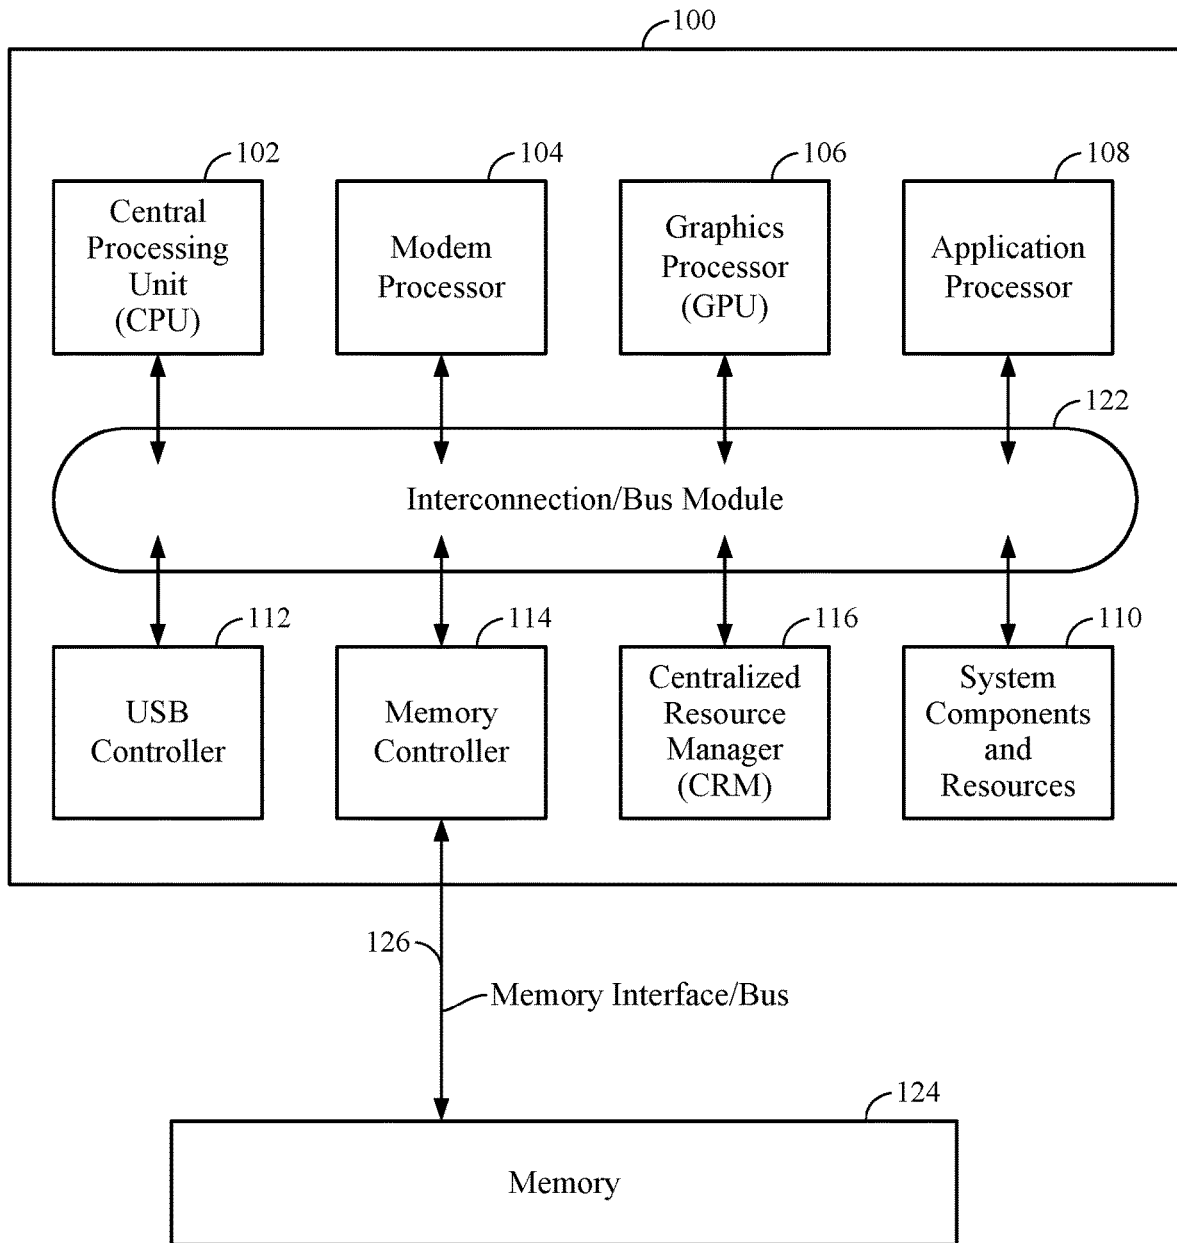 100
102
104
106
108
Central
Processing
Unit
(CPU)
Modem
Processor
Graphics
Processor
(GPU)
Application
Processor
122
Interconnection/Bus Module
112
114
116
110
USB
Controller
Memory
Controller
Centralized
Resource
Manager
(CRM)
System
Components
and
Resources
126
Memory Interface/Bus
124
Memory